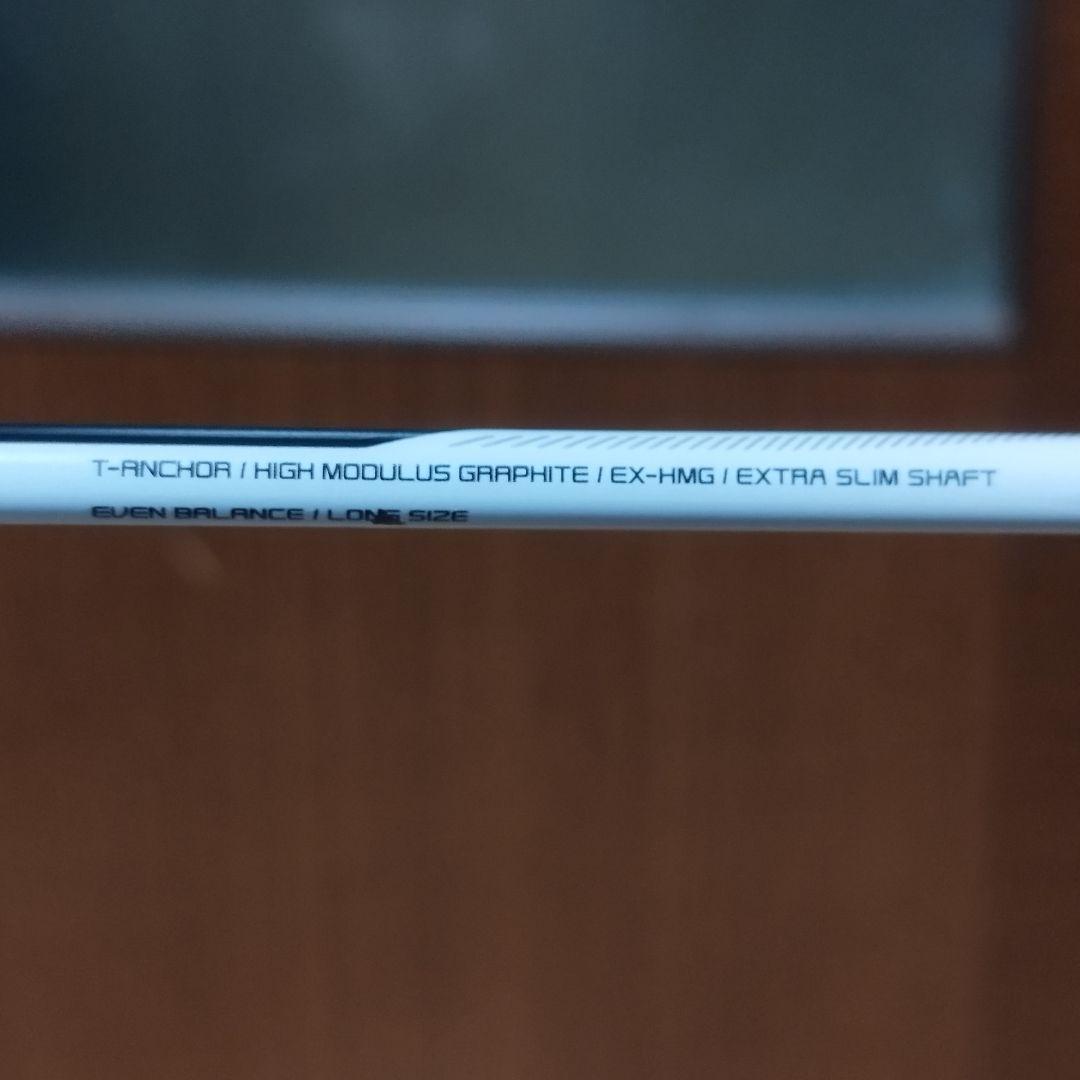 T-ANCHOR / HIGH MODULUS GRAPHITE / EX-HMG / EXTRA SLIM SHAFT
EVEN BALANCE / LONG SIZE